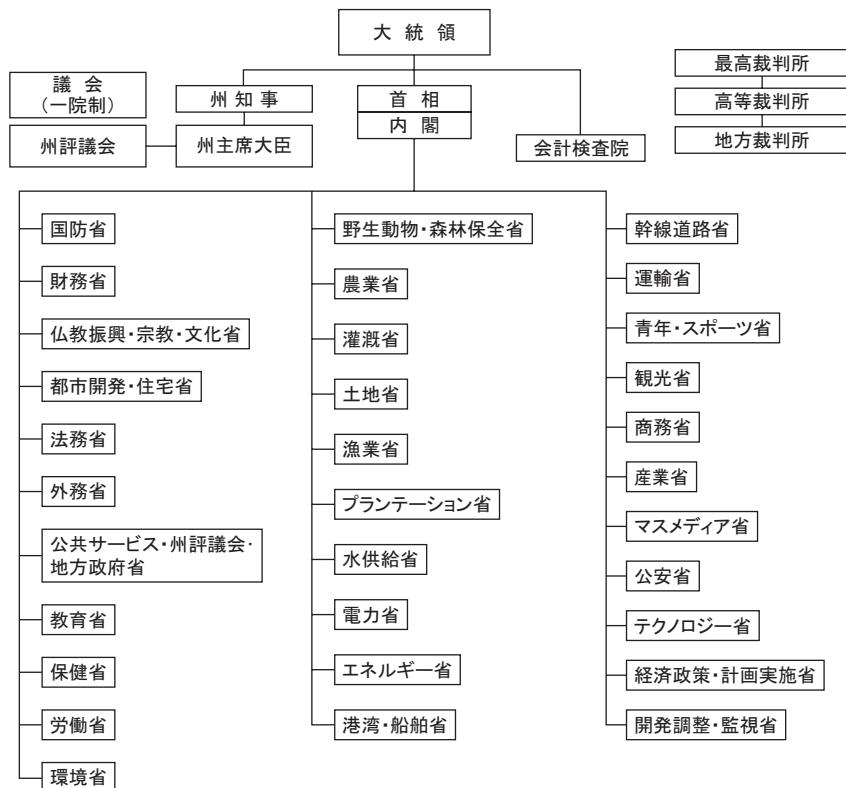 大統領
議会
(一院制)
州知事
首相
内閣
最高裁判所
高等裁判所
地方裁判所
州評議会
州主席大臣
会計検査院
国防省
財務省
仏教振興・宗教・文化省
都市開発・住宅省
法務省
外務省
公共サービス・州評議会・
地方政府省
教育省
保健省
労働省
環境省
野生動物・森林保全省
農業省
灌漑省
土地省
漁業省
プランテーション省
水供給省
電力省
エネルギー省
港湾・船舶省
幹線道路省
運輸省
青年・スポーツ省
観光省
商務省
産業省
マスメディア省
公安省
テクノロジー省
経済政策・計画実施省
開発調整・監視省